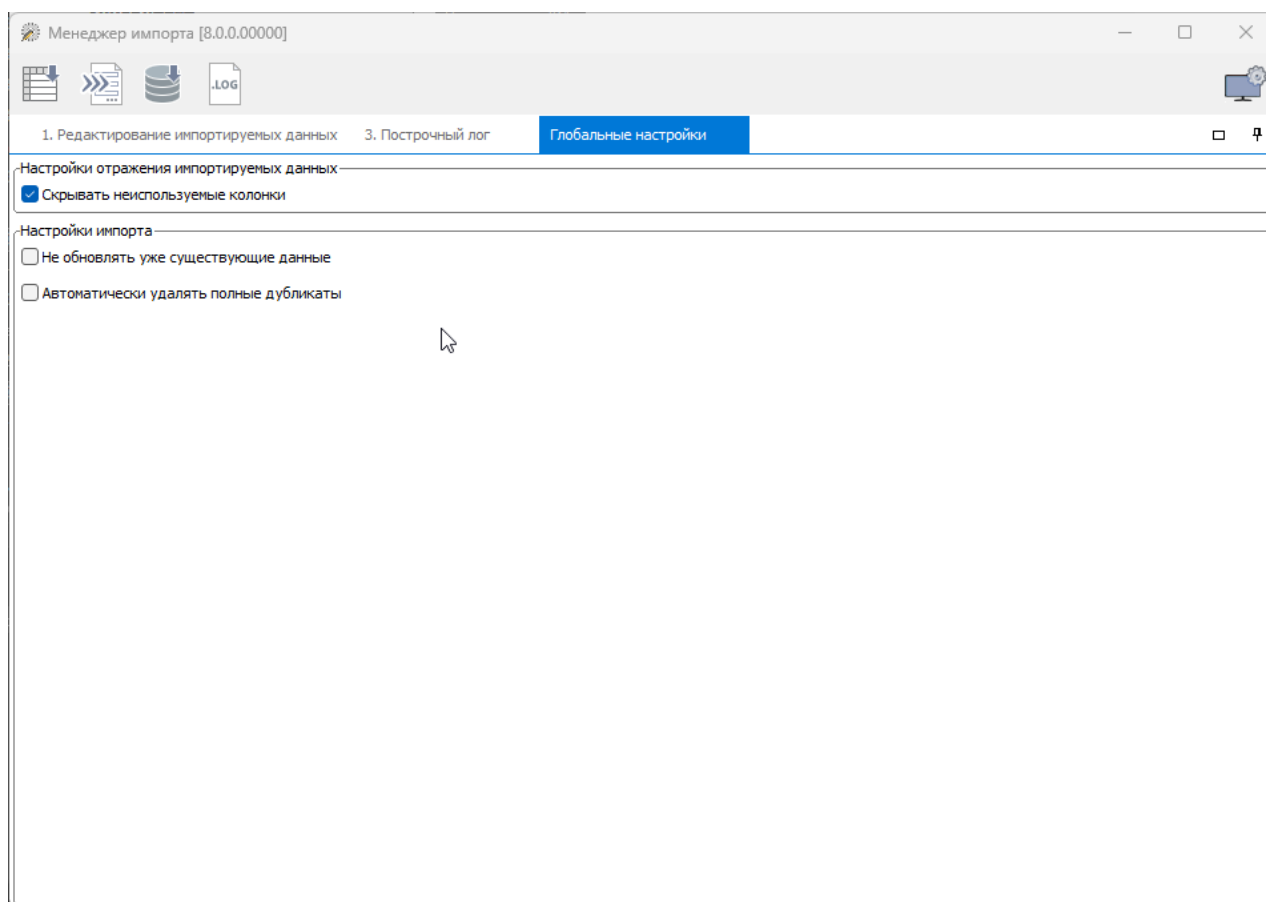 Менеджер импорта [8.0.0.00000]
.LOG
1. Редактирование импортируемых данных 3. Построчный лог Глобальные настройки
Настройки отражения импортируемых данных
Скрывать неиспользуемые колонки
Настройки импорта
Не обновлять уже существующие данные
Автоматически удалять полные дубликаты